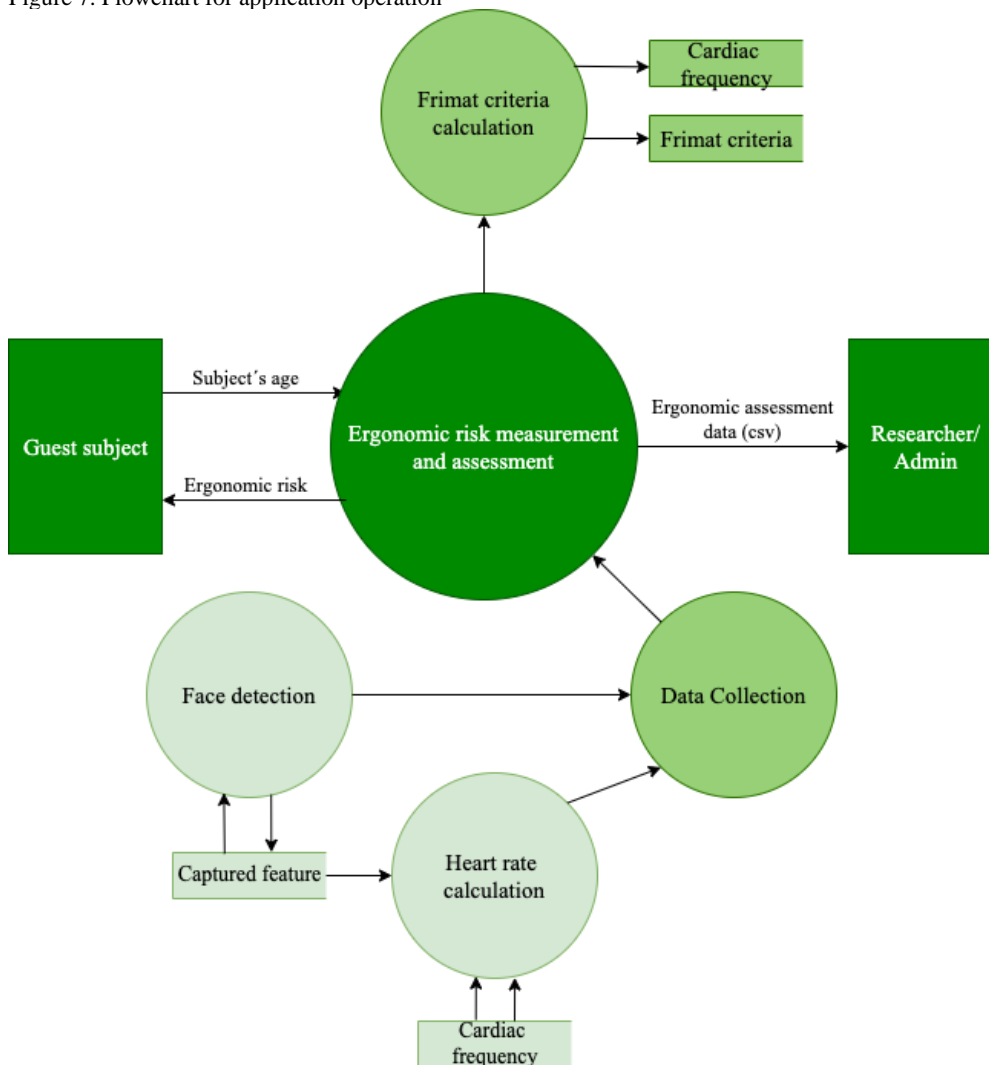 Figure 7. Flowchart for application operation
Cardiac
frequency
Frimat criteria
calculation
Frimat criteria
Subject´s age
Ergonomic assessment
data (csv)
Guest subject
Ergonomic risk measurement
and assessment
Researcher/
Admin
Ergonomic risk
Face detection
Data Collection
Captured feature
Heart rate
calculation
Cardiac
frequency